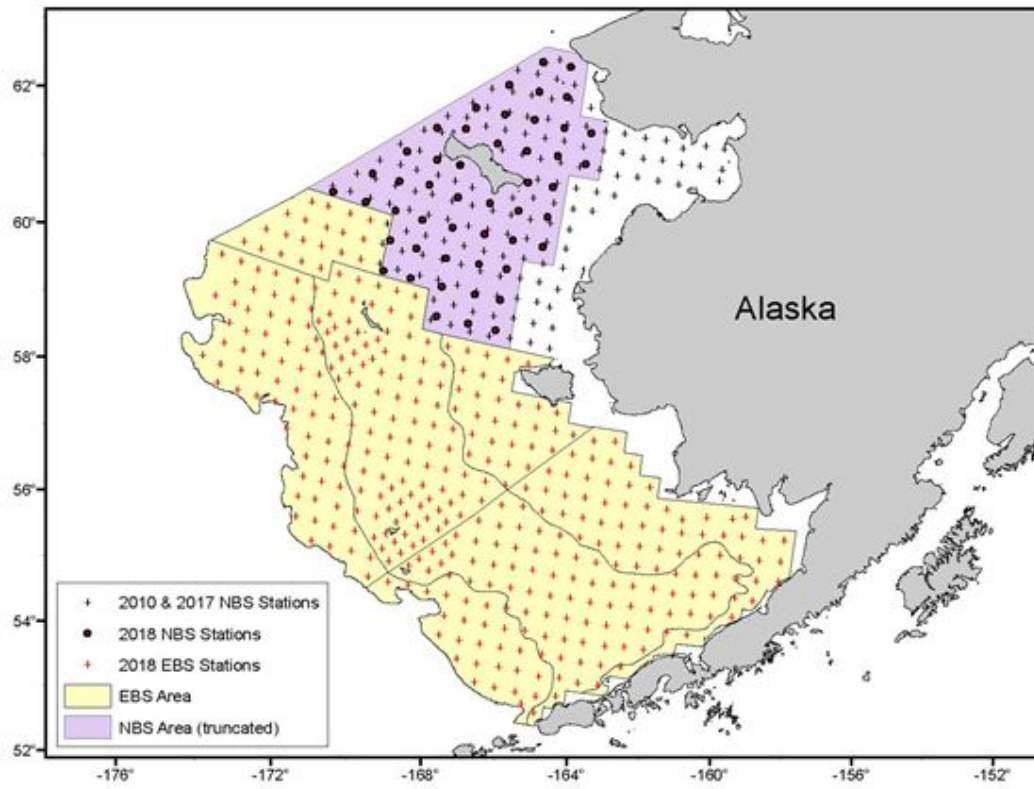 62°
60°
58°
56°
54°
52°
Alaska
2010 & 2017 NBS Stations
2018 NBS Stations
2018 EBS Stations
EBS Area
NBS Area (truncated)
-176°
-172°
-168°
-164°
-160°
-156°
-152°